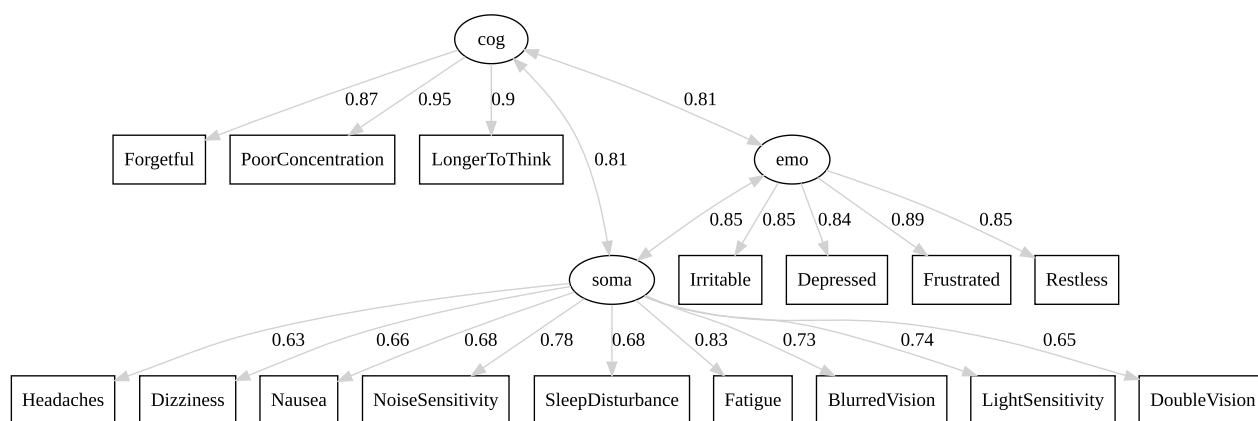 cog
0.87 0.95 0.9 0.81
Forgetful PoorConcentration LongerToThink 0.81 emo
0.85 0.85 0.84 0.89 0.85
soma Irritable Depressed Frustrated Restless
0.63 0.66 0.68 0.78 0.68 0.83 0.73 0.74 0.65
Headaches Dizziness Nausea NoiseSensitivity SleepDisturbance Fatigue BlurredVision LightSensitivity DoubleVision